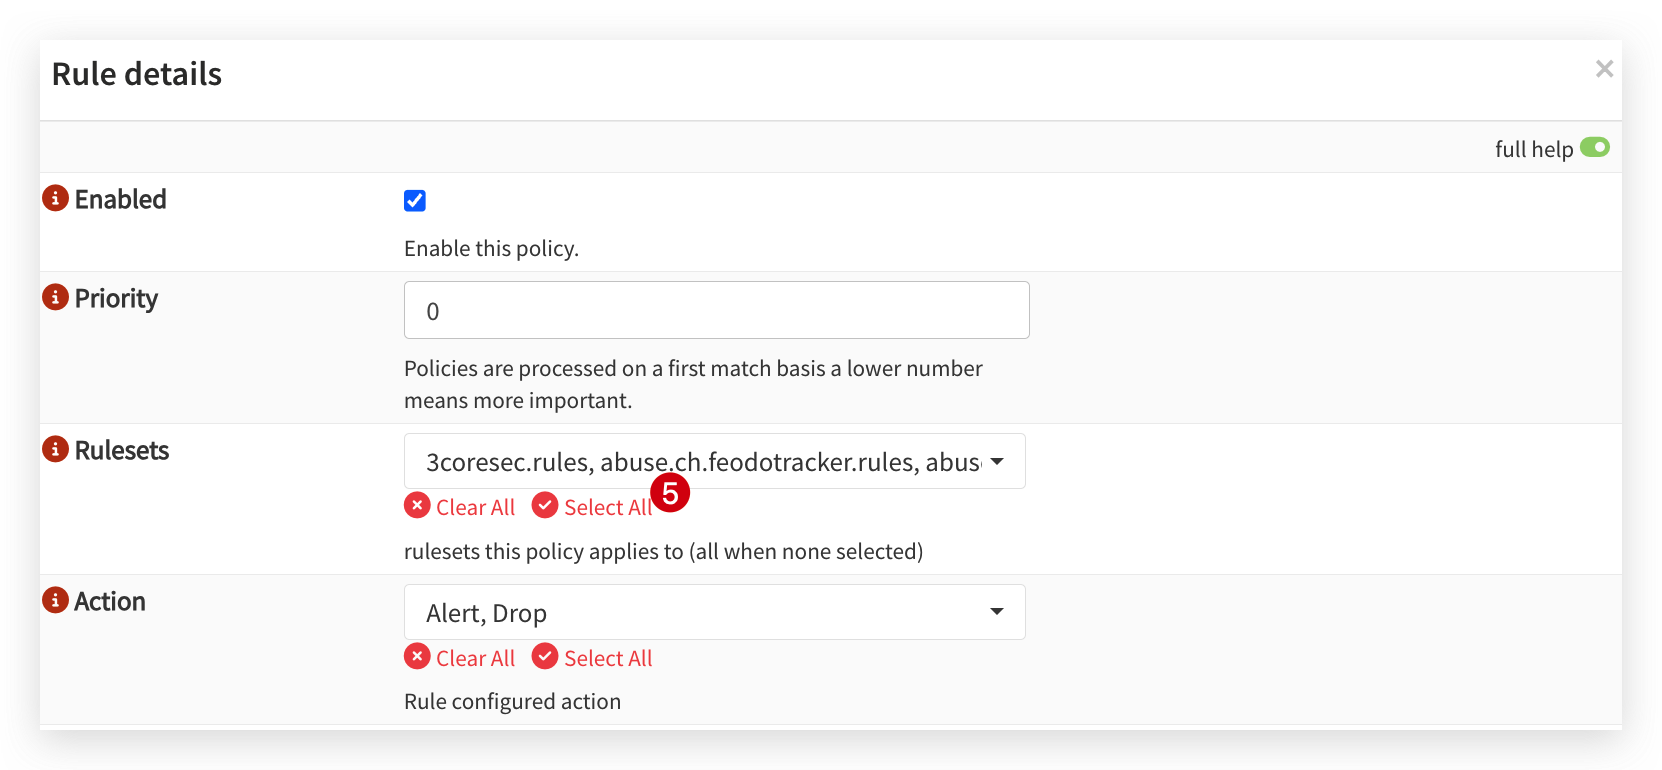 Rule details
full help
Enabled
Enable this policy.
Priority
0
Policies are processed on a first match basis a lower number
means more important.
Rulesets
3coresec.rules, abuse.ch.feodotracker.rules, abus
Clear All Select All 5
rulesets this policy applies to (all when none selected)
Action
Alert, Drop
Clear All Select All
Rule configured action